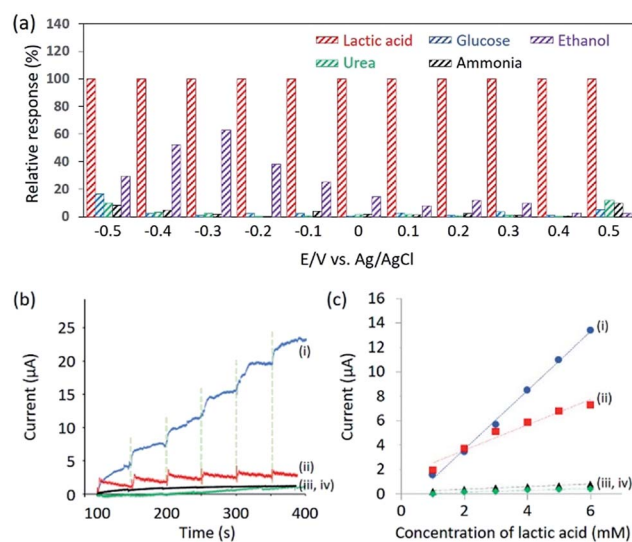 (a)
140
120
100
80
60
40
20
0
Relative response (%)
Lactic acid Glucose Ethanol
Urea Ammonia
-0.5 -0.4 -0.3 -0.2 -0.1 0 0.1 0.2 0.3 0.4 0.5
E/V vs. Ag/AgCl
(b)
25
20
15
10
5
0
Current (μA)
(i)
(ii)
(iii, iv)
100 200 300 400
Time (s)
(c)
16
14
12
10
8
6
4
2
0
Current (μA)
(i)
(ii)
(iii, iv)
0 2 4 6
Concentration of lactic acid (mM)